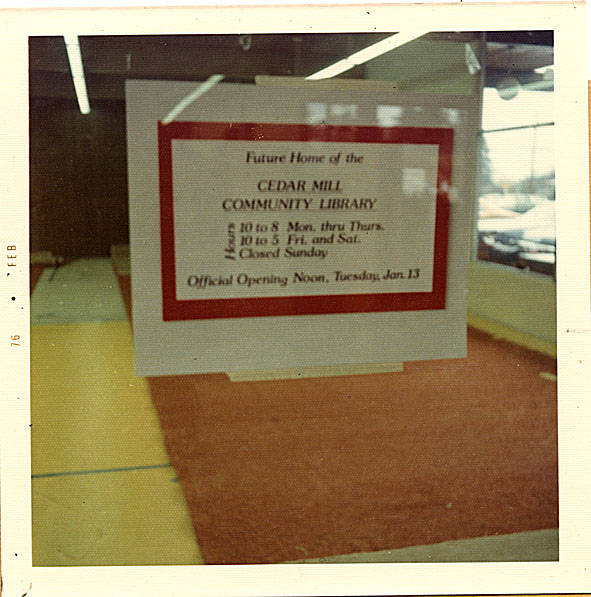 Future Home of the
CEDAR MILL
COMMUNITY LIBRARY
Hours
10 to 8 Mon. thru Thurs.
10 to 5 Fri. and Sat.
Closed Sunday
Official Opening Noon, Tuesday, Jan. 13
76 • FEB